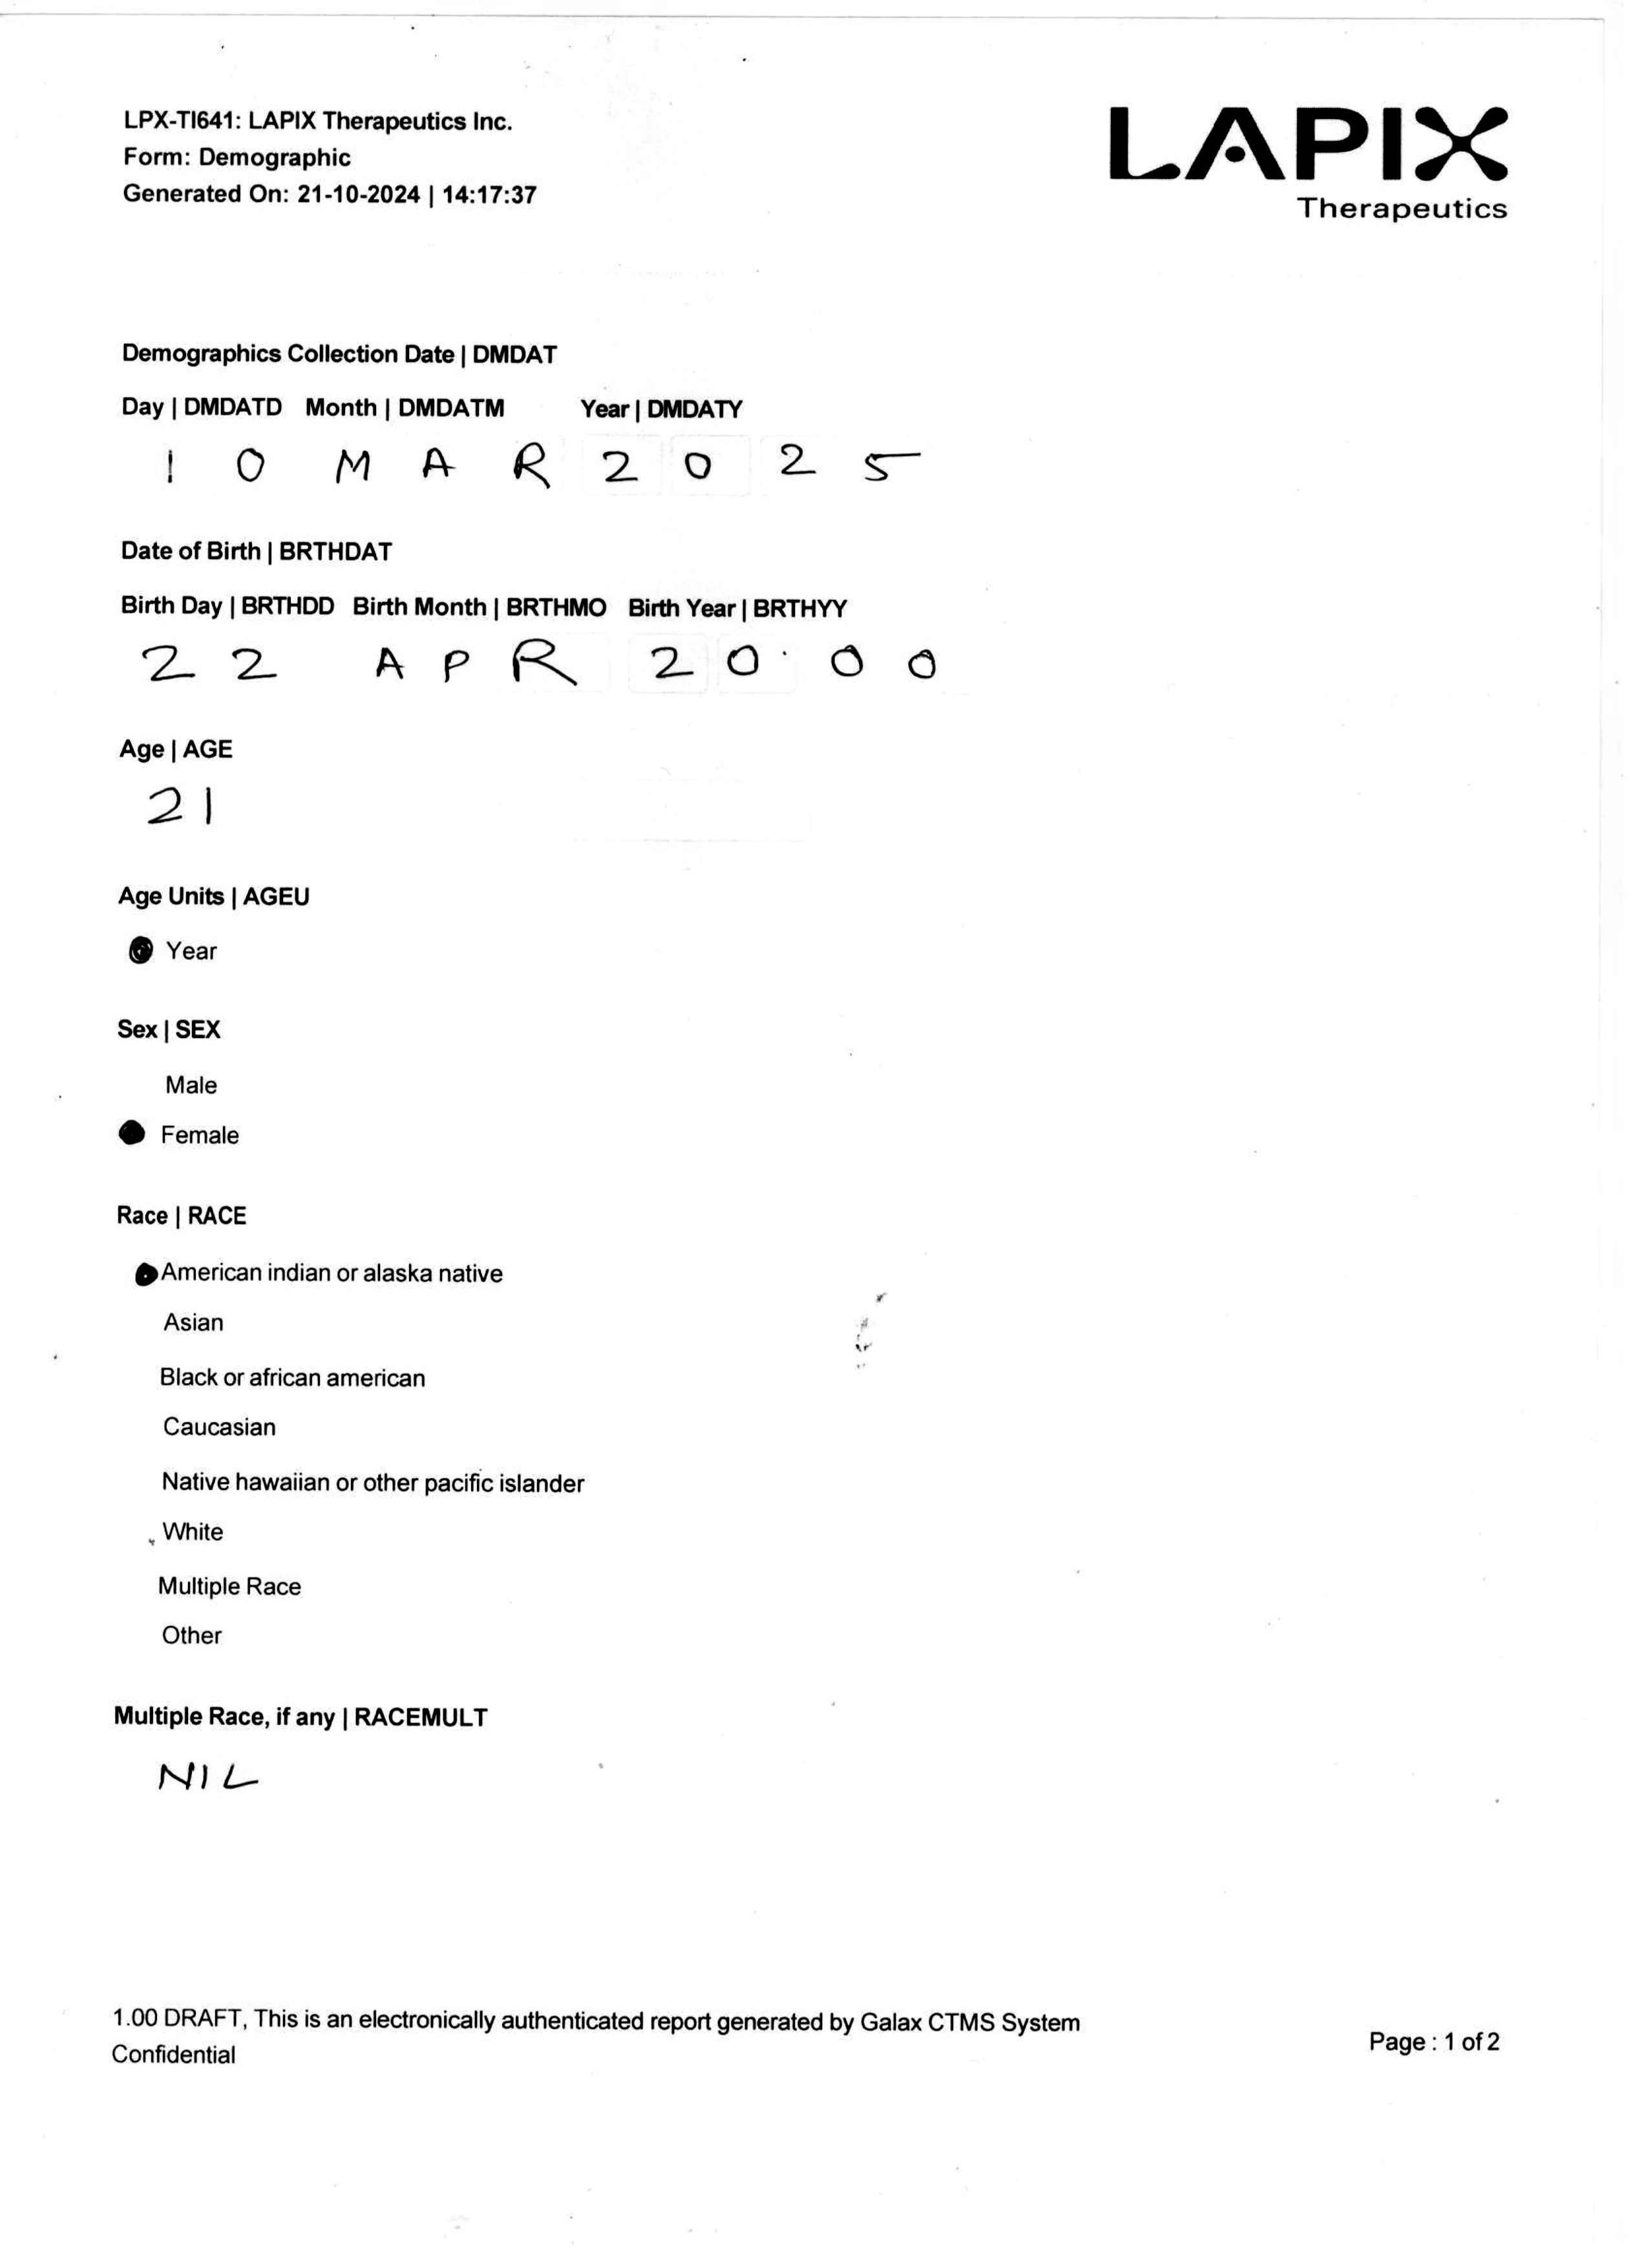 LPX-TI641: LAPIX Therapeutics Inc.
Form: Demographic
Generated On: 21-10-2024 | 14:17:37
LAPIX
Therapeutics
Demographics Collection Date | DMDAT
Day | DMDATD Month | DMDATM Year | DMDATY
1 0 M A R 2 0 2 5
Date of Birth | BRTHDAT
Birth Day | BRTHDD Birth Month | BRTHMO Birth Year | BRTHYY
2 2 A P R 2 0 0 0
Age | AGE
21
Age Units | AGEU
Year
Sex | SEX
Male
Female
Race | RACE
American indian or alaska native
Asian
Black or african american
Caucasian
Native hawaiian or other pacific islander
White
Multiple Race
Other
Multiple Race, if any | RACEMULT
NIL
1.00 DRAFT, This is an electronically authenticated report generated by Galax CTMS System
Confidential
Page : 1 of 2